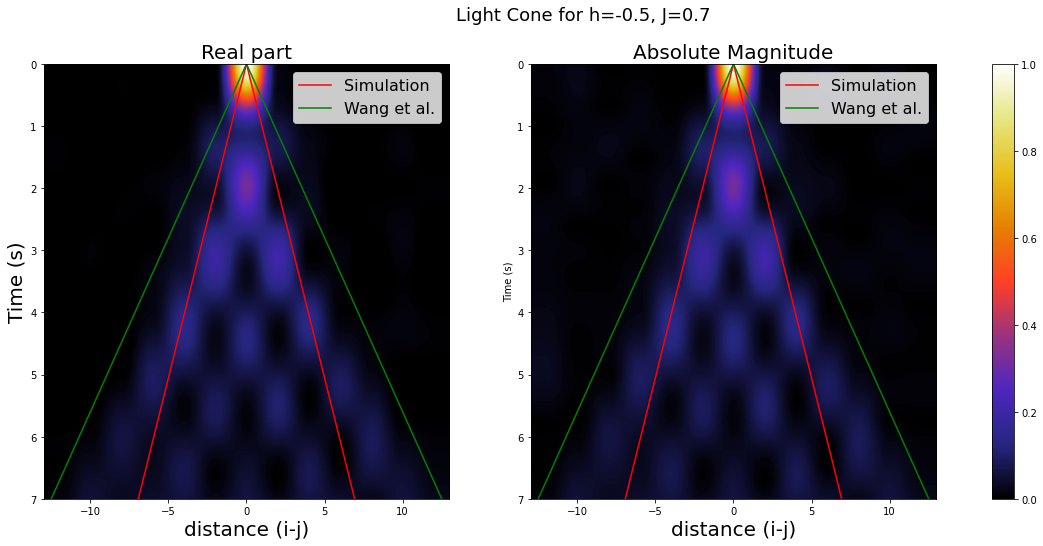 Light Cone for h=-0.5, J=0.7
Real part
Simulation
Wang et al.
0
1
2
3
4
5
6
7
Time (s)
−10
−5
0
5
10
distance (i-j)
Absolute Magnitude
Simulation
Wang et al.
0
1
2
3
4
5
6
7
Time (s)
−10
−5
0
5
10
distance (i-j)
1.0
0.8
0.6
0.4
0.2
0.0